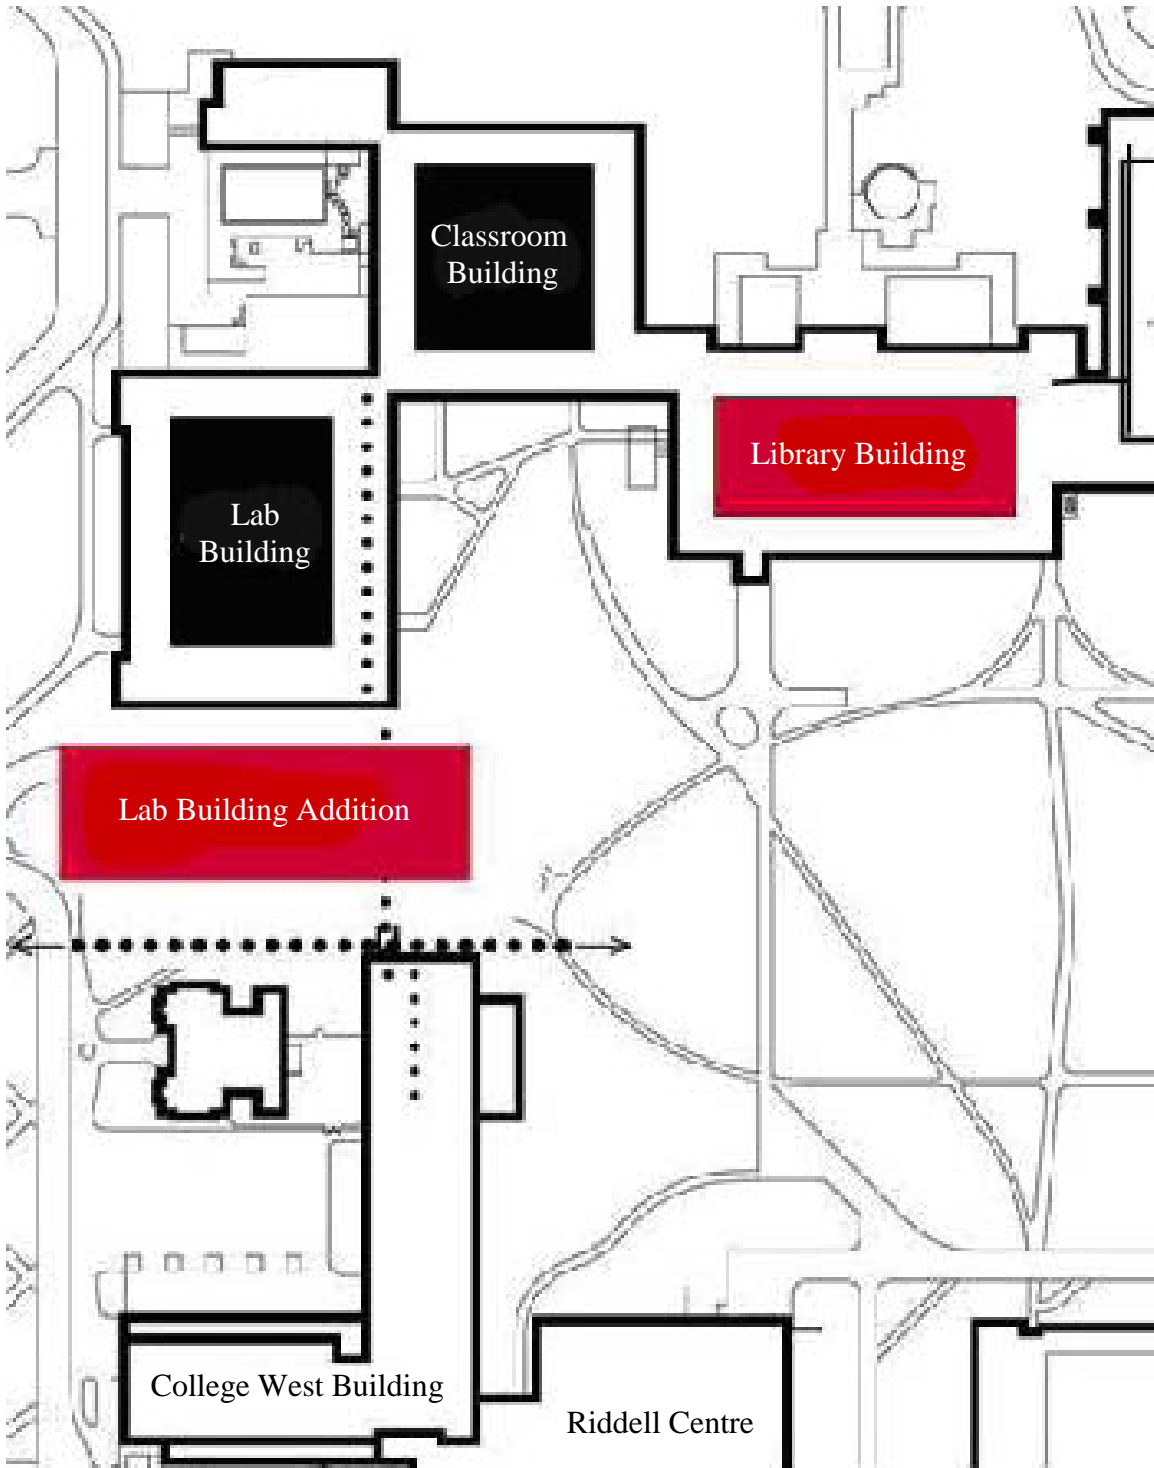 Classroom
Building
Library Building
Lab
Building
Lab Building Addition
College West Building
Riddell Centre